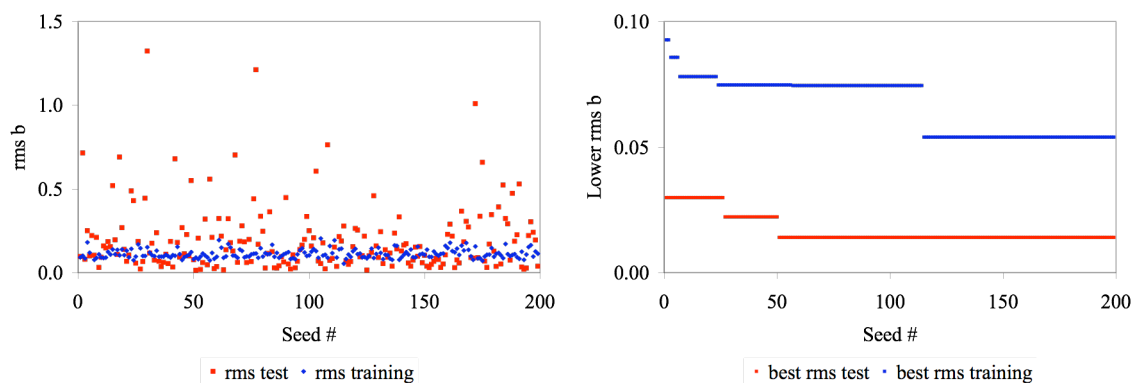 1.5
1.0
0.5
0.0
rms b
0 50 100 150 200
Seed #
rms test rms training
0.10
0.05
0.00
Lower rms b
0 50 100 150 200
Seed #
best rms test best rms training